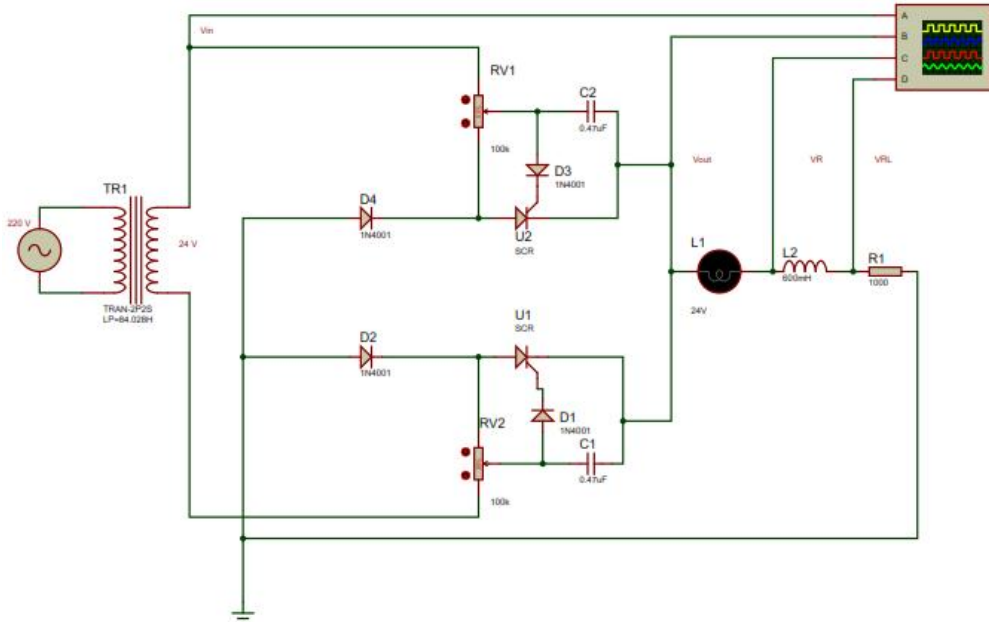 Vin
A
B
C
D
RV1
C2
0.47uF
100k
D3
1N4001
Vout
VR
VRL
TR1
D4
1N4001
220 V
24 V
U2
SCR
L1
L2
600mH
R1
1000
TRAN-2P2S
LP=84.028H
24V
U1
SCR
D2
1N4001
RV2
D1
1N4001
C1
0.47uF
100k